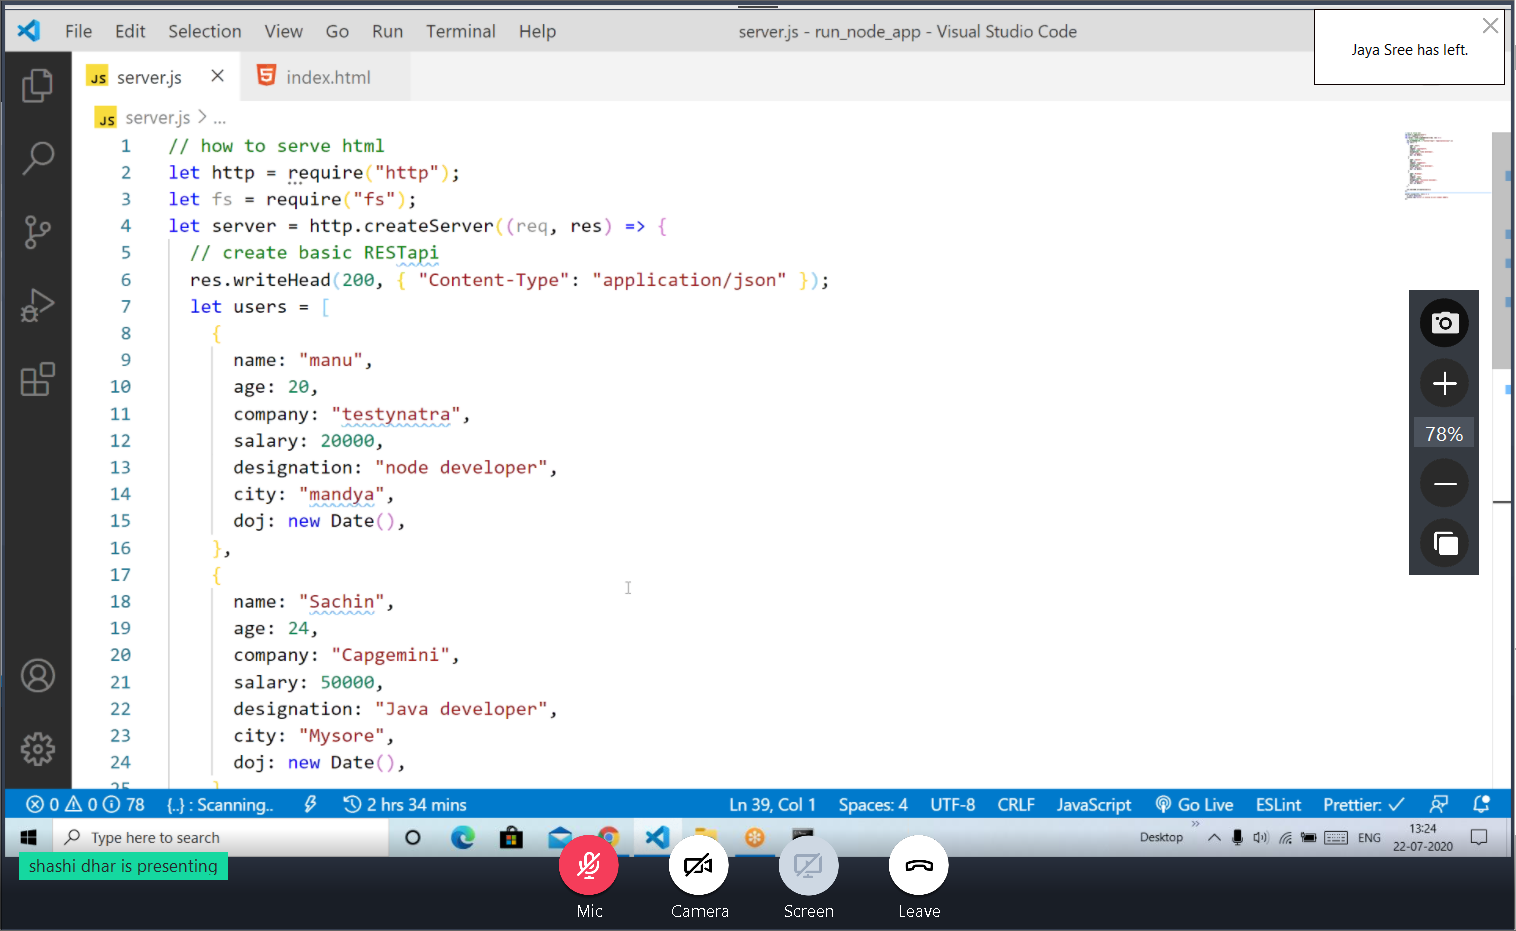 File Edit Selection View Go Run Terminal Help
server.js - run_node_app - Visual Studio Code
Jaya Sree has left.
JS server.js
index.html
JS server.js > ...
1 // how to serve html
2 let http = require("http");
3 let fs = require("fs");
4 let server = http.createServer((req, res) => {
5 // create basic RESTapi
6 res.writeHead(200, { "Content-Type": "application/json" });
7 let users = [
8 {
9 name: "manu",
10 age: 20,
11 company: "testynatra",
12 salary: 20000,
13 designation: "node developer",
14 city: "mandya",
15 doj: new Date(),
16 },
17 {
18 name: "Sachin",
19 age: 24,
20 company: "Capgemini",
21 salary: 50000,
22 designation: "Java developer",
23 city: "Mysore",
24 doj: new Date(),
25 }
78%
0 0 78 {..} : Scanning.. 2 hrs 34 mins Ln 39, Col 1 Spaces: 4 UTF-8 CRLF JavaScript Go Live ESLint Prettier: ✓
Type here to search
Desktop
ENG
13:24
22-07-2020
shashi dhar is presenting
Mic Camera Screen Leave